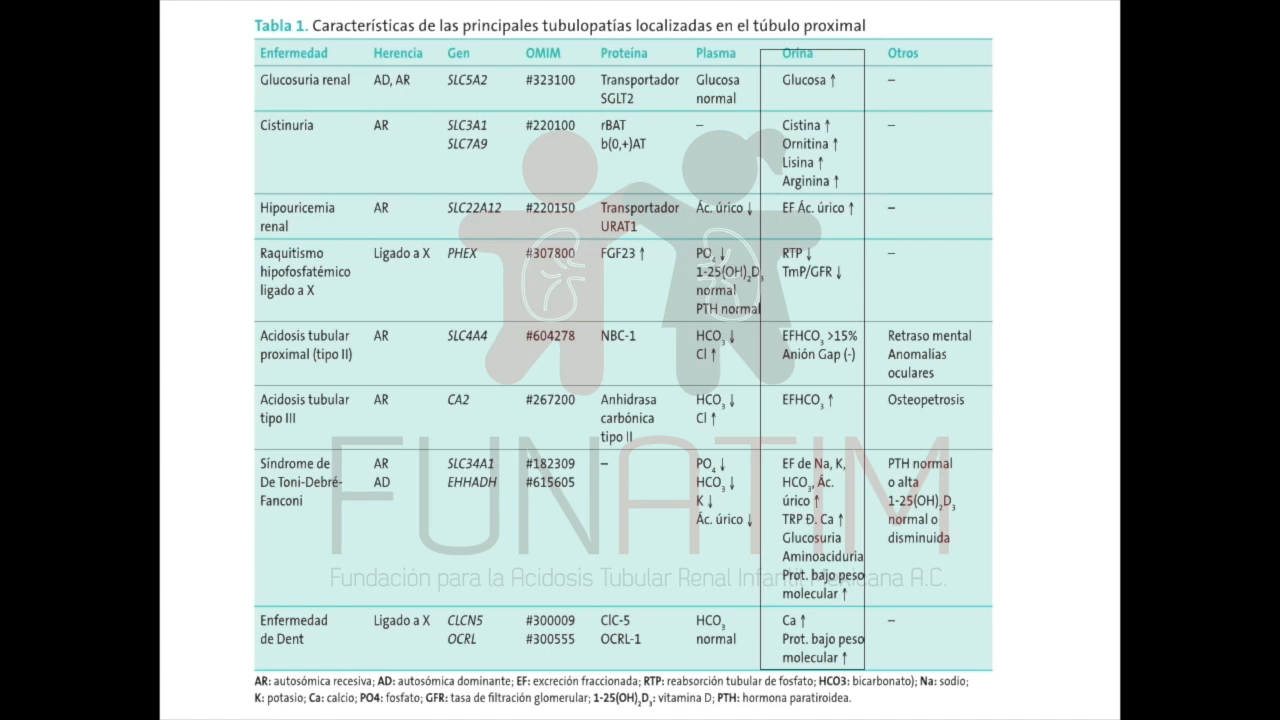 Tabla 1. Características de las principales tubulopatías localizadas en el túbulo proximal
Enfermedad Herencia Gen OMIM Proteína Plasma Orina Otros
Glucosuria renal AD, AR SLC5A2 #323100 Transportador Glucosa Glucosa ↑ –
SGLT2 normal
Cistinuria AR SLC3A1 #220100 rBAT – Cistina ↑ –
SLC7A9 b(0,+)AT Ornitina ↑
Lisina ↑
Arginina ↑
Hipouricemia AR SLC22A12 #220150 Transportador Ác. úrico ↓ EF Ác. úrico ↑ –
renal URAT1
Raquitismo Ligado a X PHEX #307800 FGF23 ↑ PO4 ↓ RTP ↓ –
hipofosfatémico 1-25(OH)2D3 TmP/GFR ↓
ligado a X normal
PTH normal
Acidosis tubular AR SLC4A4 #604278 NBC-1 HCO3 ↓ EFHCO3 >15% Retraso mental
proximal (tipo II) Cl ↑ Anión Gap (-) Anomalías
oculares
Acidosis tubular AR CA2 #267200 Anhidrasa HCO3 ↓ EFHCO3 ↑ Osteopetrosis
tipo III carbónica Cl ↑
tipo II
Síndrome de AR SLC34A1 #182309 – PO4 ↓ EF de Na, K, PTH normal
De Toni-Debré- AD EHHADH #615605 HCO3 ↓ HCO3, Ác. o alta
Fanconi K ↓ úrico ↑ 1-25(OH)2D3
Ác. úrico ↓ TRP Đ. Ca ↑ normal o
Glucosuria disminuida
Aminoaciduria
Prot. bajo peso
molecular ↑
Enfermedad Ligado a X CLCN5 #300009 ClC-5 HCO3 Ca ↑ –
de Dent OCRL #300555 OCRL-1 normal Prot. bajo peso
molecular ↑
AR: autosómica recesiva; AD: autosómica dominante; EF: excreción fraccionada; RTP: reabsorción tubular de fosfato; HCO3: bicarbonato); Na: sodio;
K: potasio; Ca: calcio; PO4: fosfato; GFR: tasa de filtración glomerular; 1-25(OH)2D3: vitamina D; PTH: hormona paratiroidea.
FUNATIM
Fundación para la Acidosis Tubular Renal Infantil Mexicana A.C.